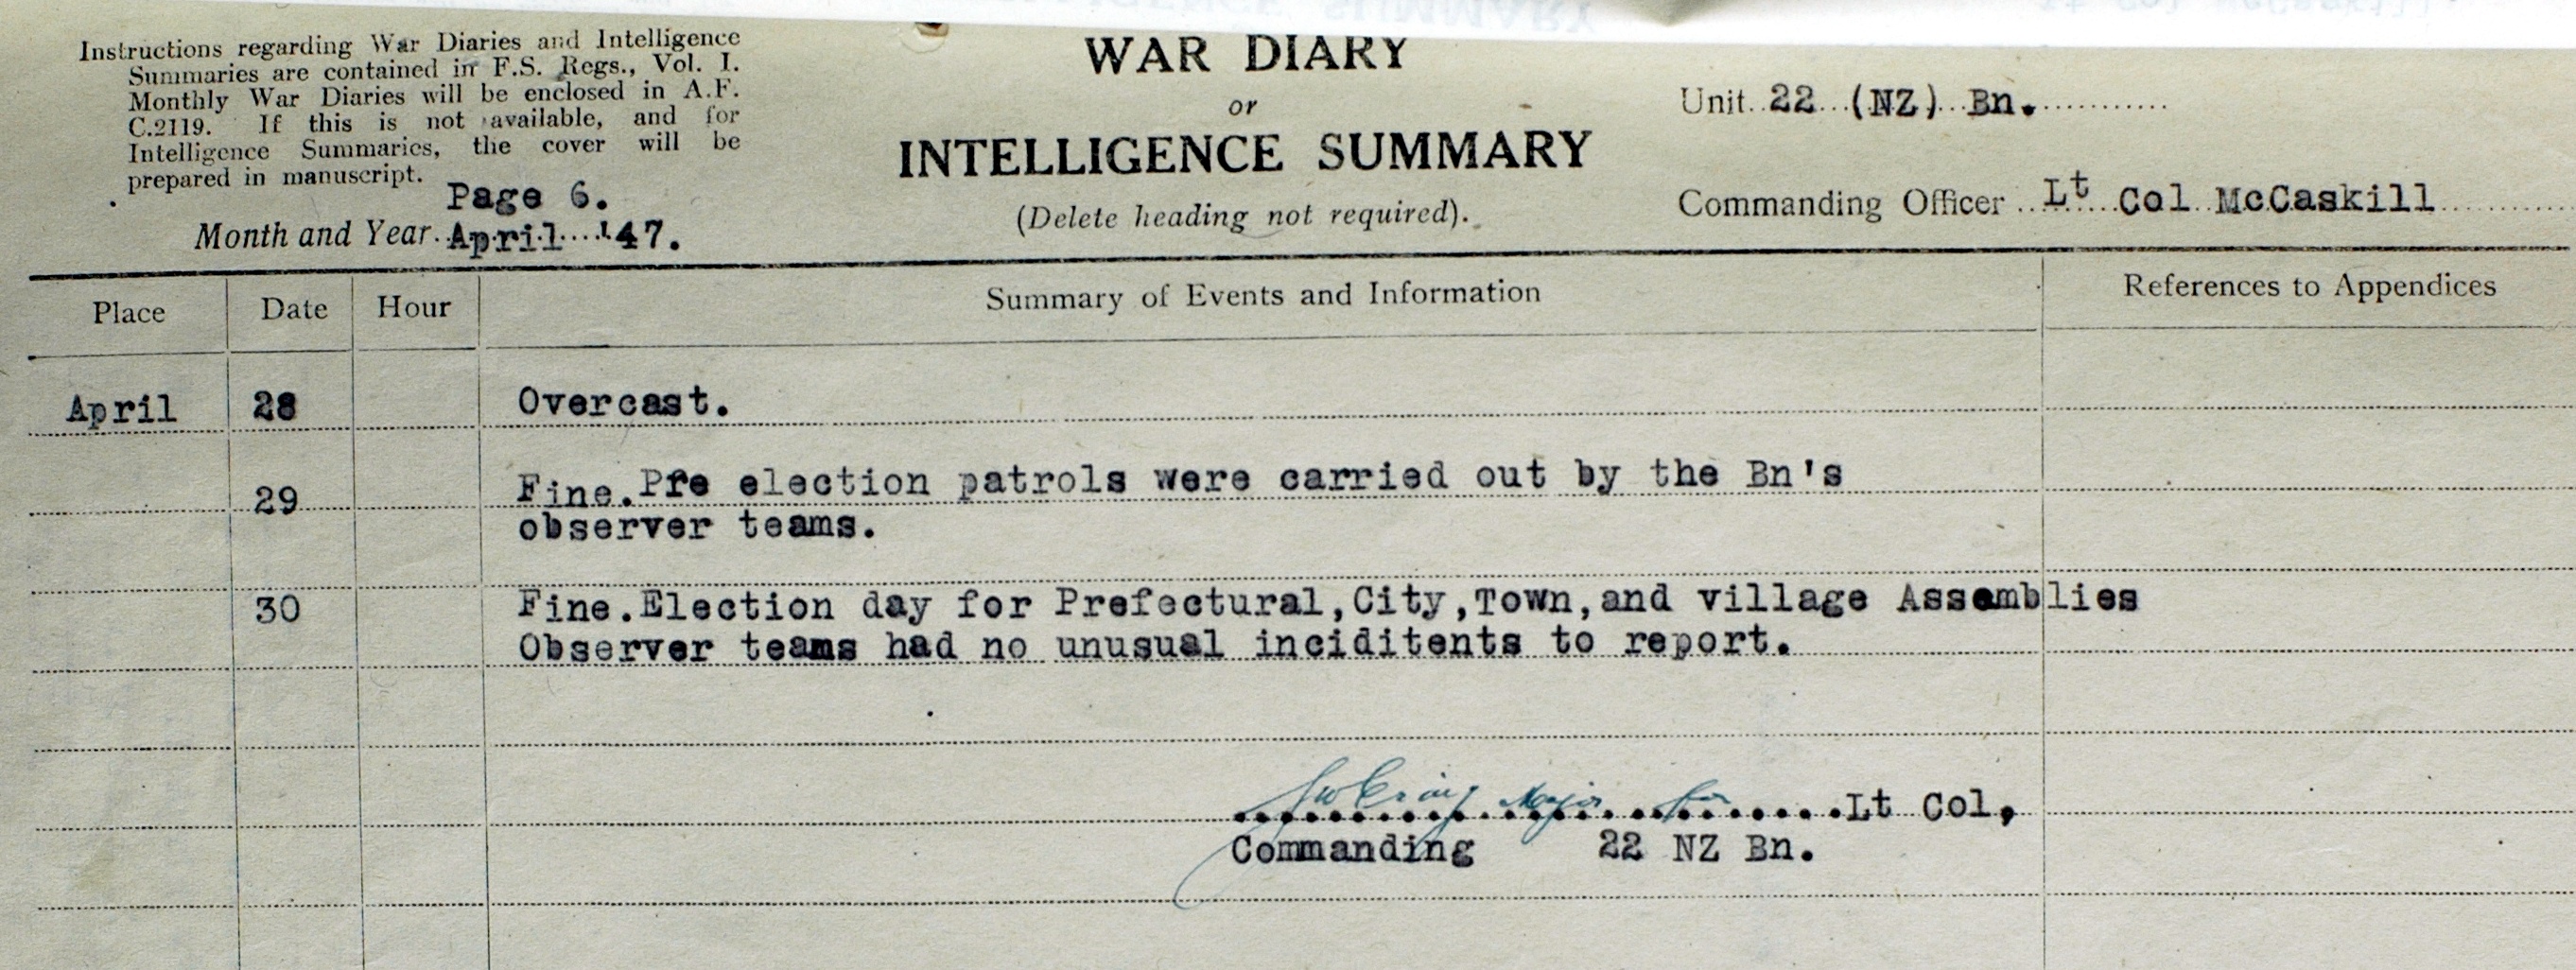 Instructions regarding War Diaries and Intelligence
Summaries are contained in F.S. Regs., Vol. I.
Monthly War Diaries will be enclosed in A.F.
C.2119. If this is not available, and for
Intelligence Summaries, the cover will be
prepared in manuscript.
Page 6.
Month and Year April '47.
WAR DIARY
or
INTELLIGENCE SUMMARY
(Delete heading not required).
Unit 22 (NZ) Bn.
Commanding Officer Lt Col McCaskill
Place Date Hour Summary of Events and Information References to Appendices
April 28 Overcast.
29 Fine.Pre election patrols were carried out by the Bn's
observer teams.
30 Fine.Election day for Prefectural,City,Town,and village Assemblies
Observer teams had no unusual inciditents to report.
Craig Major for Lt Col,
Commanding 22 NZ Bn.